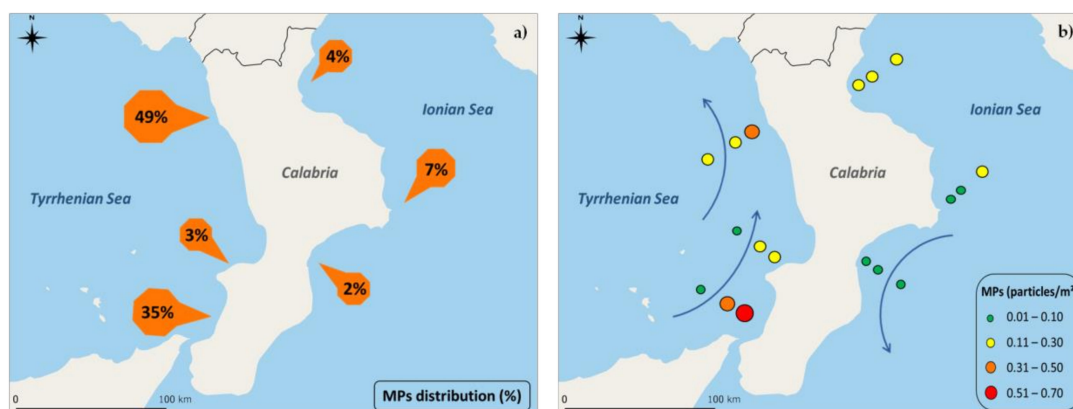 N
a)
4%
49%
Ionian Sea
7%
Calabria
Tyrrhenian Sea
3%
2%
35%
0
100 km
MPs distribution (%)
N
b)
Ionian Sea
Calabria
Tyrrhenian Sea
MPs (particles/m²
0.01 – 0.10
0.11 – 0.30
0.31 – 0.50
0.51 – 0.70
0
100 km